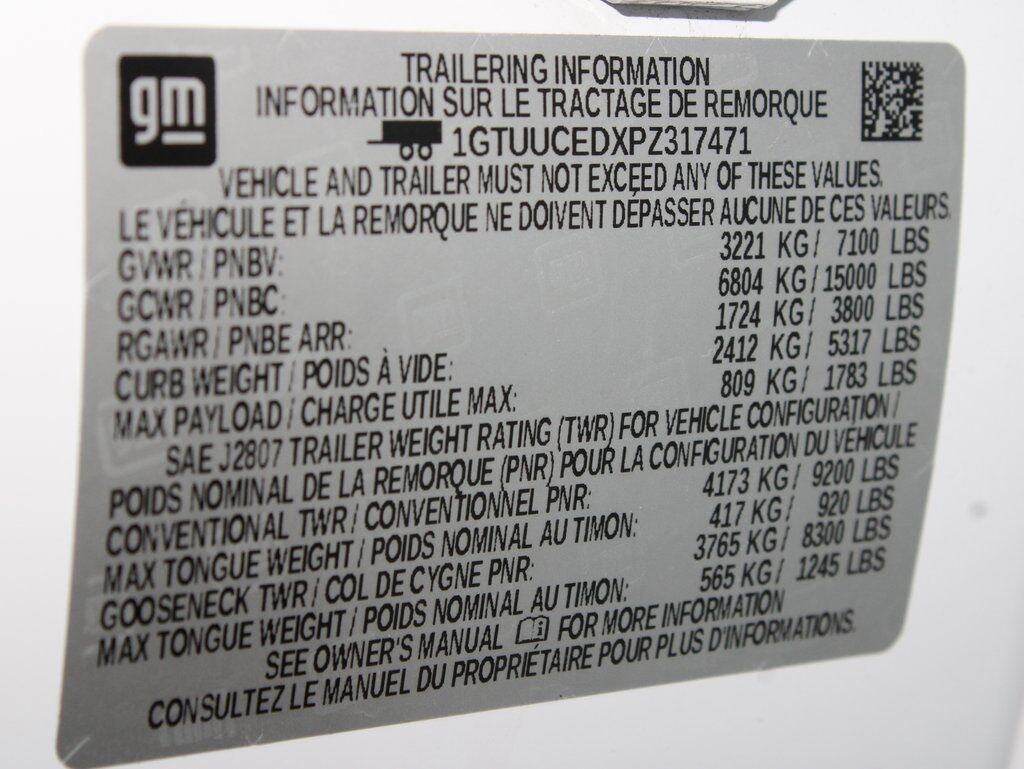 gm
TRAILERING INFORMATION
INFORMATION SUR LE TRACTAGE DE REMORQUE
1GTUUCEDXPZ317471
VEHICLE AND TRAILER MUST NOT EXCEED ANY OF THESE VALUES.
LE VÉHICULE ET LA REMORQUE NE DOIVENT DÉPASSER AUCUNE DE CES VALEURS.
GVWR / PNBV: 3221 KG / 7100 LBS
GCWR / PNBC: 6804 KG / 15000 LBS
RGAWR / PNBE ARR: 1724 KG / 3800 LBS
CURB WEIGHT / POIDS À VIDE: 2412 KG / 5317 LBS
MAX PAYLOAD / CHARGE UTILE MAX: 809 KG / 1783 LBS
SAE J2807 TRAILER WEIGHT RATING (TWR) FOR VEHICLE CONFIGURATION /
POIDS NOMINAL DE LA REMORQUE (PNR) POUR LA CONFIGURATION DU VÉHICULE
CONVENTIONAL TWR / CONVENTIONNEL PNR: 4173 KG / 9200 LBS
MAX TONGUE WEIGHT / POIDS NOMINAL AU TIMON: 417 KG / 920 LBS
GOOSENECK TWR / COL DE CYGNE PNR: 3765 KG / 8300 LBS
MAX TONGUE WEIGHT / POIDS NOMINAL AU TIMON: 565 KG / 1245 LBS
SEE OWNER'S MANUAL FOR MORE INFORMATION
CONSULTEZ LE MANUEL DU PROPRIÉTAIRE POUR PLUS D'INFORMATIONS.